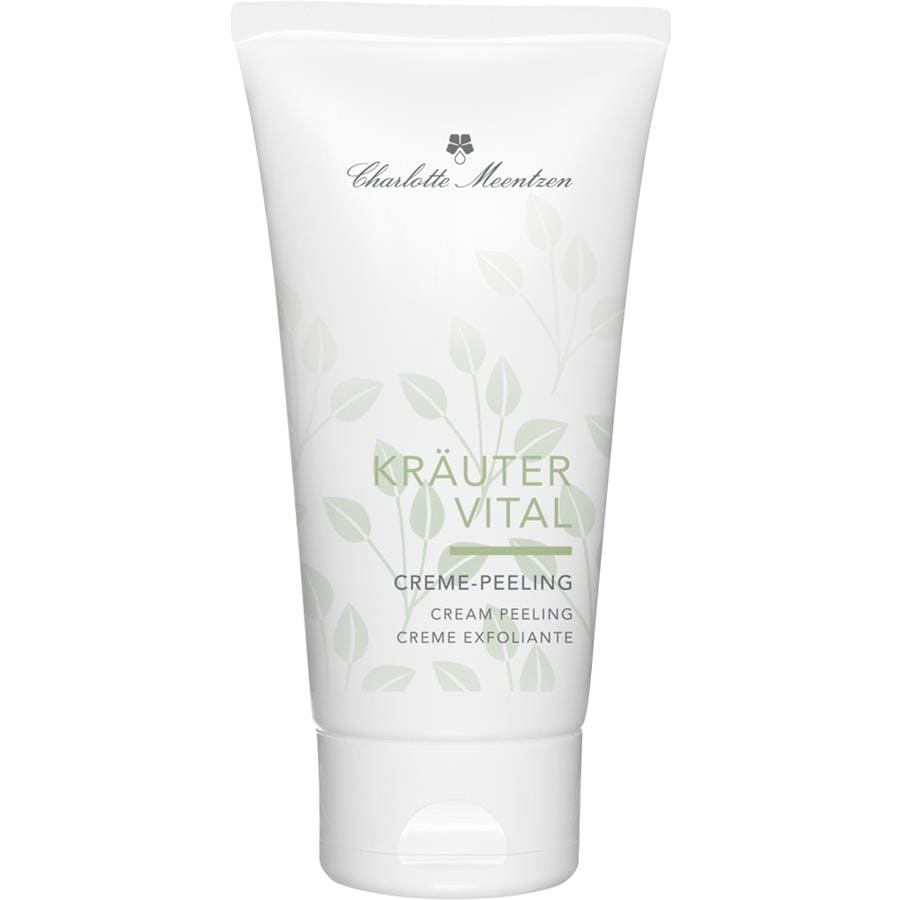 Charlotte Meentzen
KRÄUTER
VITAL
CREME-PEELING
CREAM PEELING
CREME EXFOLIANTE